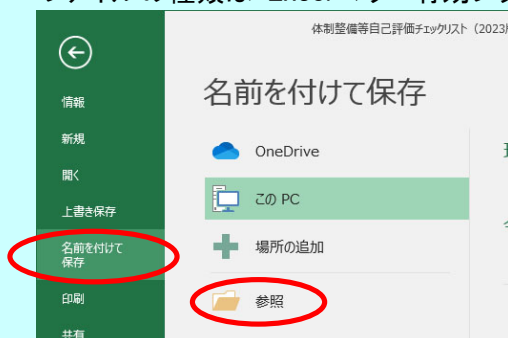 体制整備等自己評価チェックリスト（2023
名前を付けて保存
情報
新規
開く
上書き保存
名前を付けて
保存
印刷
共有
OneDrive
この PC
場所の追加
参照